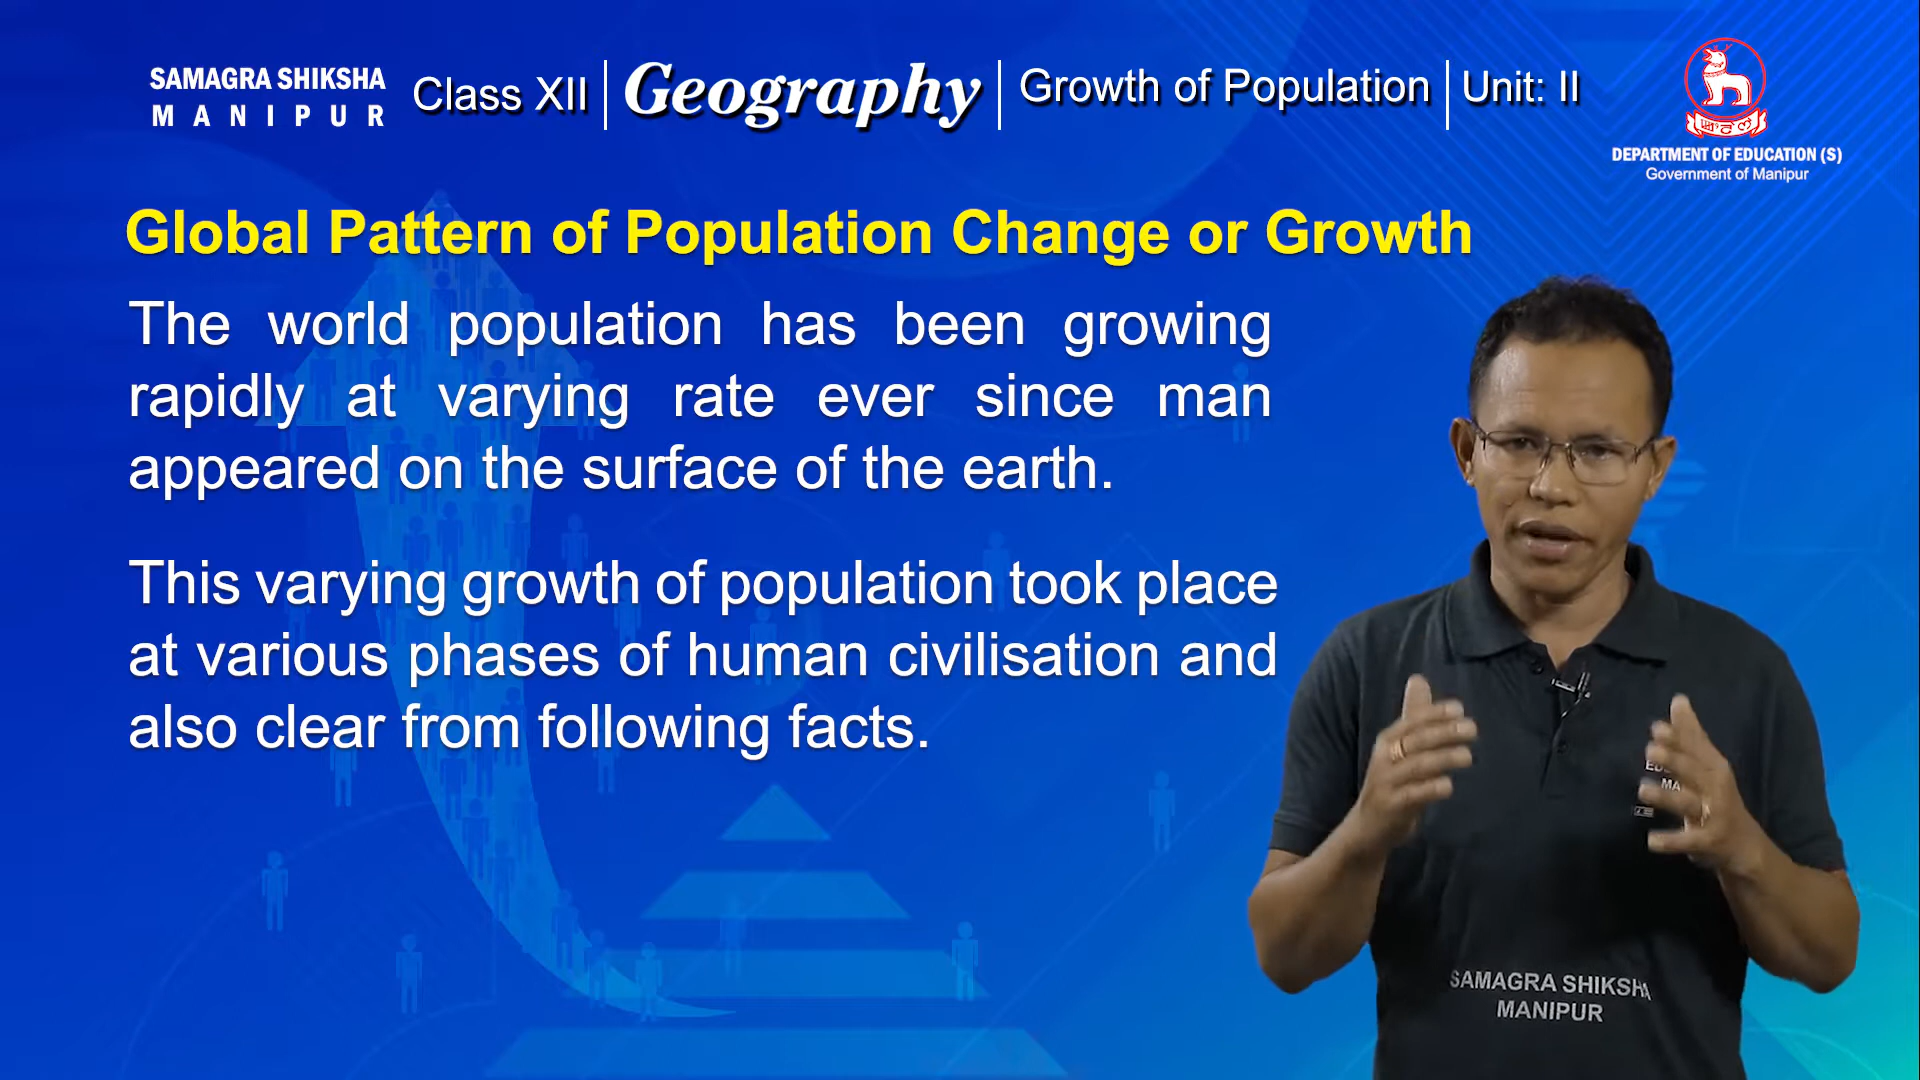 SAMAGRA SHIKSHA
MANIPUR
Class XII
Geography
Growth of Population
Unit: II
DEPARTMENT OF EDUCATION (S)
Government of Manipur
Global Pattern of Population Change or Growth
The world population has been growing
rapidly at varying rate ever since man
appeared on the surface of the earth.
This varying growth of population took place
at various phases of human civilisation and
also clear from following facts.
SAMAGRA SHIKSHA
MANIPUR